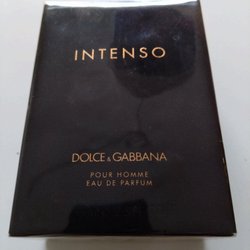 INTENSO
DOLCE & GABBANA
POUR HOMME
EAU DE PARFUM